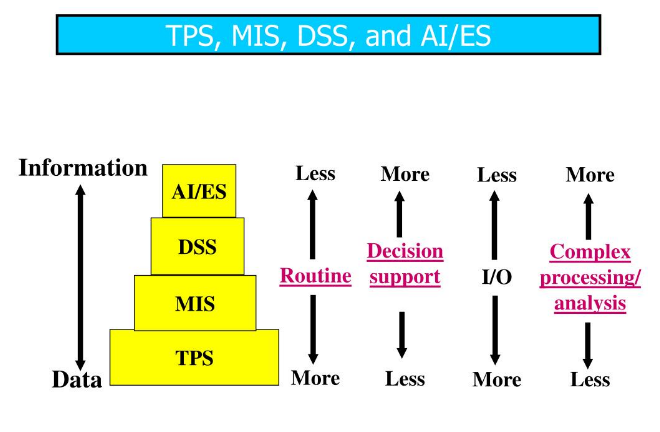 TPS, MIS, DSS, and AI/ES
Information
AI/ES
DSS
MIS
TPS
Data
Less
Routine
More
More
Decision
support
Less
Less
I/O
More
More
Complex
processing/
analysis
Less